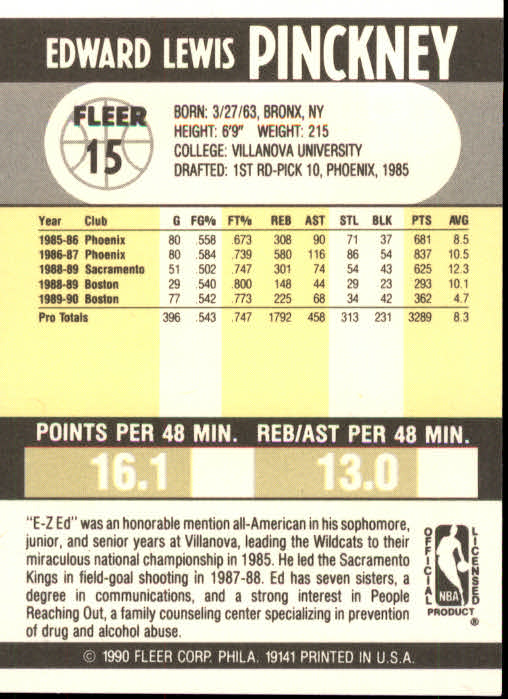 EDWARD LEWIS PINCKNEY
FLEER
15
BORN: 3/27/63, BRONX, NY
HEIGHT: 6'9" WEIGHT: 215
COLLEGE: VILLANOVA UNIVERSITY
DRAFTED: 1ST RD-PICK 10, PHOENIX, 1985
Year Club G FG% FT% REB AST STL BLK PTS AVG
1985-86 Phoenix 80 .558 .673 308 90 71 37 681 8.5
1986-87 Phoenix 80 .584 .739 580 116 86 54 837 10.5
1988-89 Sacramento 51 .502 .747 301 74 54 43 625 12.3
1988-89 Boston 29 .540 .800 148 44 29 23 293 10.1
1989-90 Boston 77 .542 .773 225 68 34 42 362 4.7
Pro Totals 396 .543 .747 1792 458 313 231 3289 8.3
POINTS PER 48 MIN. REB/AST PER 48 MIN.
16.1 13.0
"E-Z Ed" was an honorable mention all-American in his sophomore,
junior, and senior years at Villanova, leading the Wildcats to their
miraculous national championship in 1985. He led the Sacramento
Kings in field-goal shooting in 1987-88. Ed has seven sisters, a
degree in communications, and a strong interest in People
Reaching Out, a family counseling center specializing in prevention
of drug and alcohol abuse.
OFFICIAL
LICENSED
NBA
PRODUCT
®
© 1990 FLEER CORP. PHILA. 19141 PRINTED IN U.S.A.